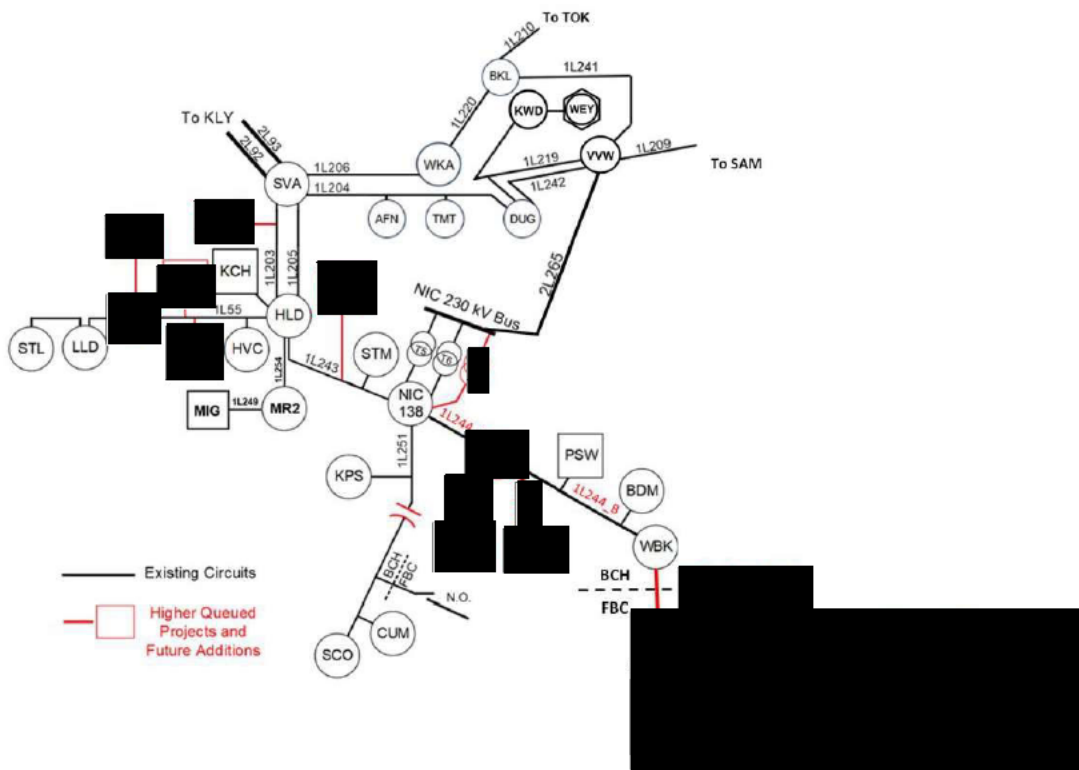 To TOK
1L210
BKL
1L241
KWD
WEY
To KLY
2L93
2L92
1L220
WKA
1L206
SVA
1L204
VVW
1L209
To SAM
1L219
1L242
AFN
TMT
DUG
1L203
1L205
KCH
2L265
NIC 230 kV Bus
1L55
HLD
STL
LLD
HVC
1L254
1L243
STM
T5
T6
NIC
138
MIG
1L249
MR2
1L244
1L251
KPS
PSW
1L244_B
BDM
WBK
BCH
FBC
BCH
FBC
N.O.
CUM
SCO
Existing Circuits
Higher Queued
Projects and
Future Additions